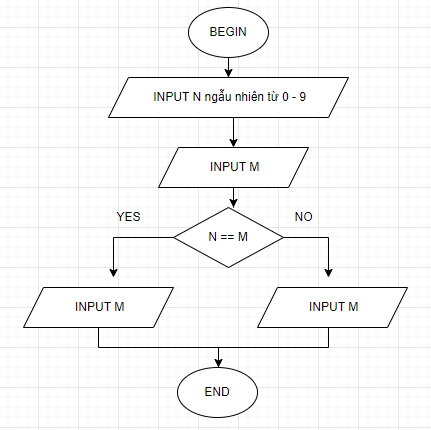 BEGIN
INPUT N ngẫu nhiên từ 0 - 9
INPUT M
YES
NO
N == M
INPUT M
INPUT M
END